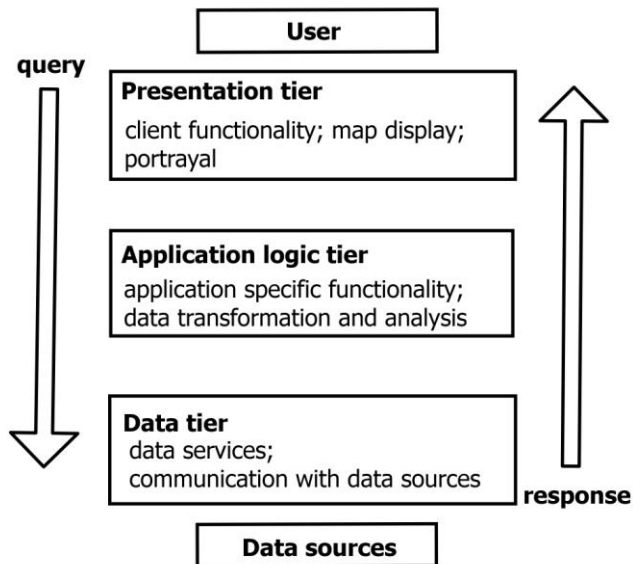 User
query
Presentation tier
client functionality; map display;
portrayal
Application logic tier
application specific functionality;
data transformation and analysis
Data tier
data services;
communication with data sources
response
Data sources